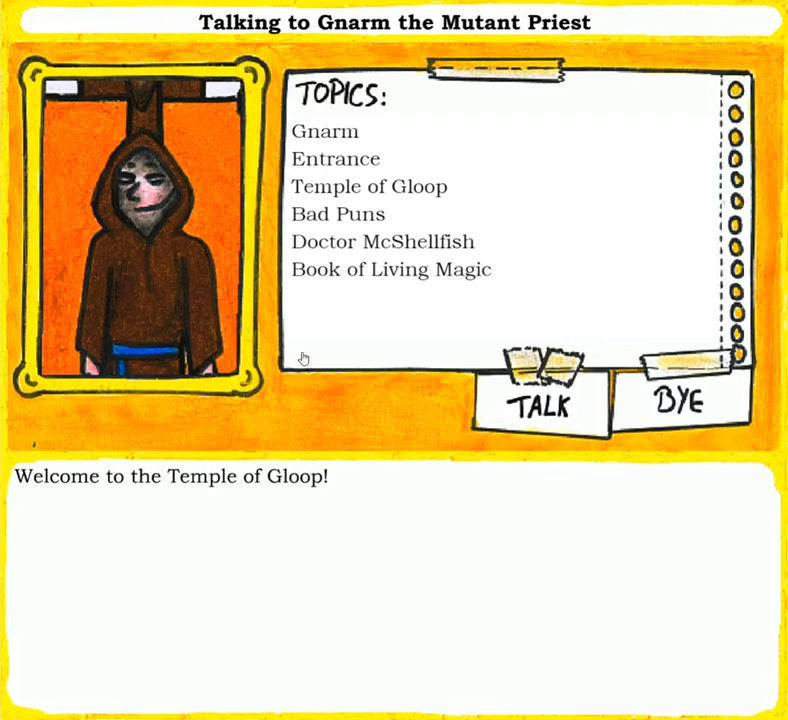 Talking to Gnarm the Mutant Priest
TOPICS:
Gnarm
Entrance
Temple of Gloop
Bad Puns
Doctor McShellfish
Book of Living Magic
TALK
BYE
Welcome to the Temple of Gloop!